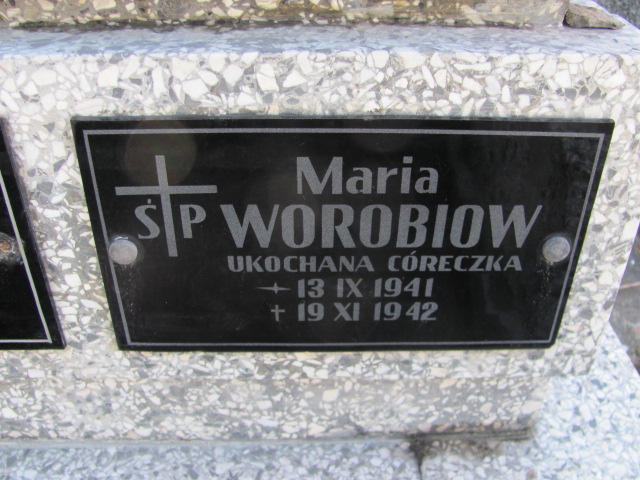 Maria
ŚP WOROBIOW
UKOCHANA CÓRECZKA
13 IX 1941
† 19 XI 1942